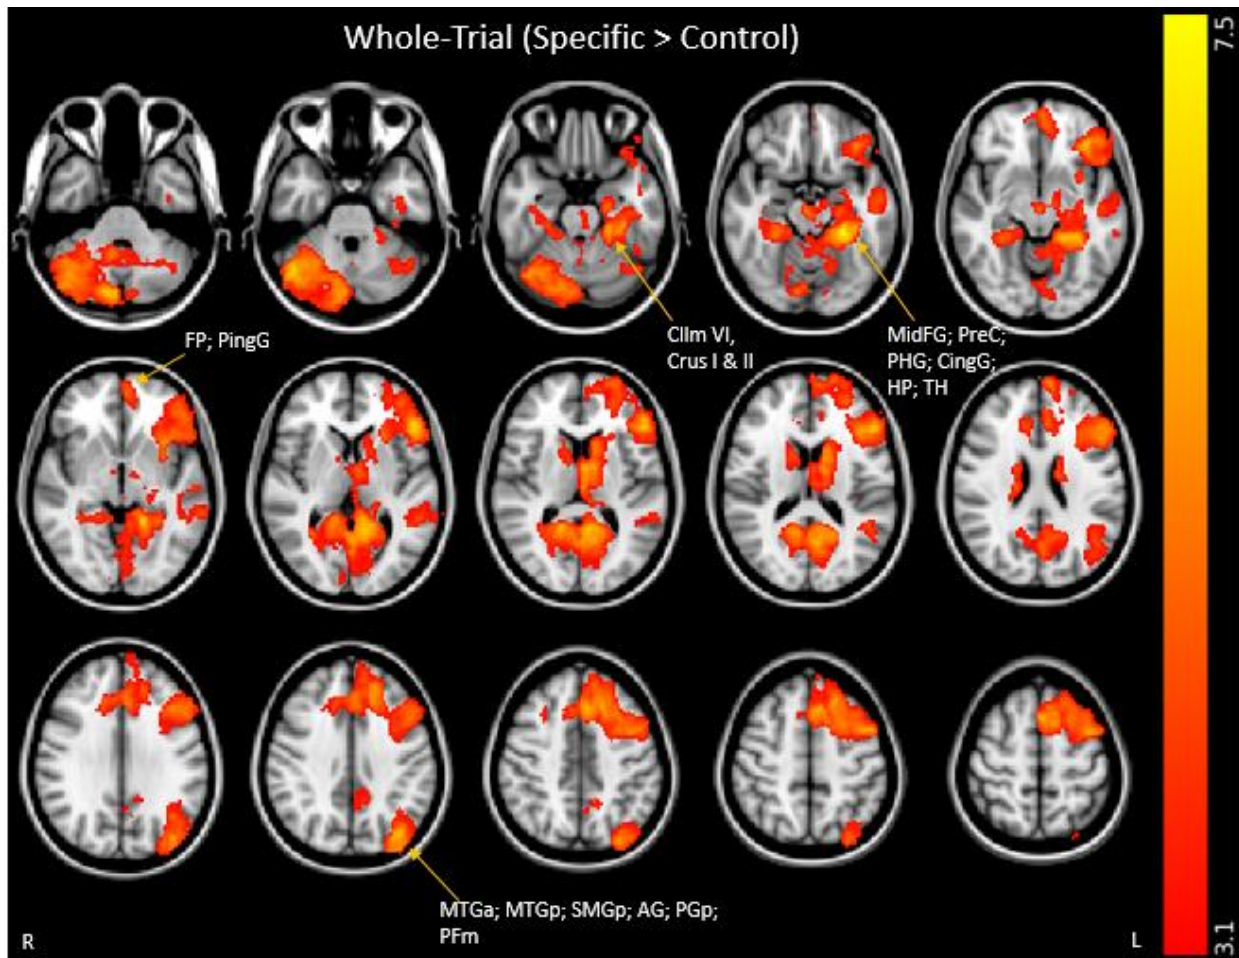 Whole-Trial (Specific > Control)
7.5
FP; PingG
Cllm VI,
Crus I & II
MidFG; PreC;
PHG; CingG;
HP; TH
MTGa; MTGp; SMGp; AG; PGp;
PFm
R
L
3.1